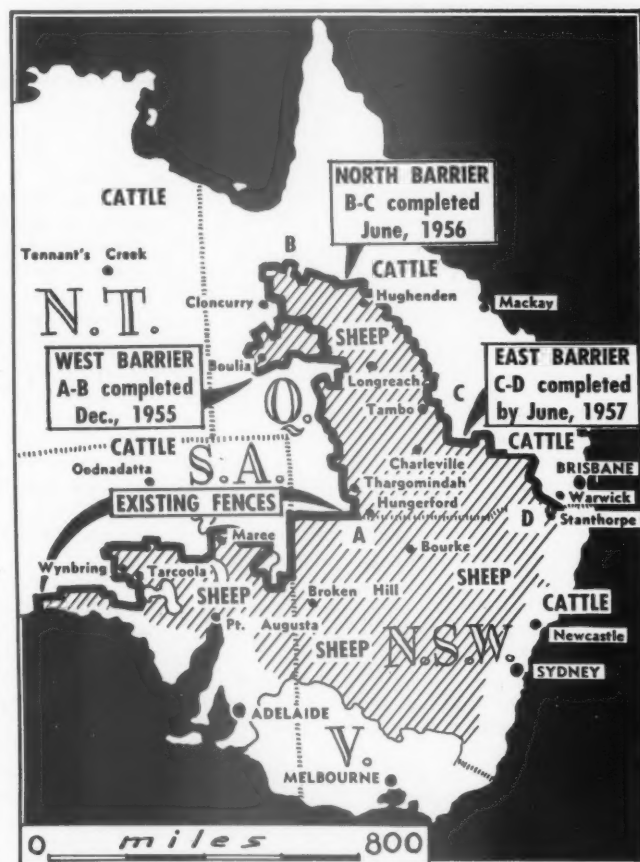 NORTH BARRIER
B-C completed
June, 1956
CATTLE
B
Tennant's Creek
N.T.
CATTLE
Hughenden
Mackay
Cloncurry
SHEEP
WEST BARRIER
A-B completed
Dec., 1955
Boulia
EAST BARRIER
C-D completed
by June, 1957
Longreach
Q.
Tambo
C
CATTLE
CATTLE
Oodnadatta
S.A.
Charleville
BRISBANE
Thargomindah
Warwick
EXISTING FENCES
Hungerford
D
Stanthorpe
A
Maree
Bourke
Wynbring
Tarcoola
SHEEP
SHEEP
Broken Hill
CATTLE
Pt. Augusta
SHEEP
N.S.W.
Newcastle
SYDNEY
ADELAIDE
V.
MELBOURNE
0 miles 800